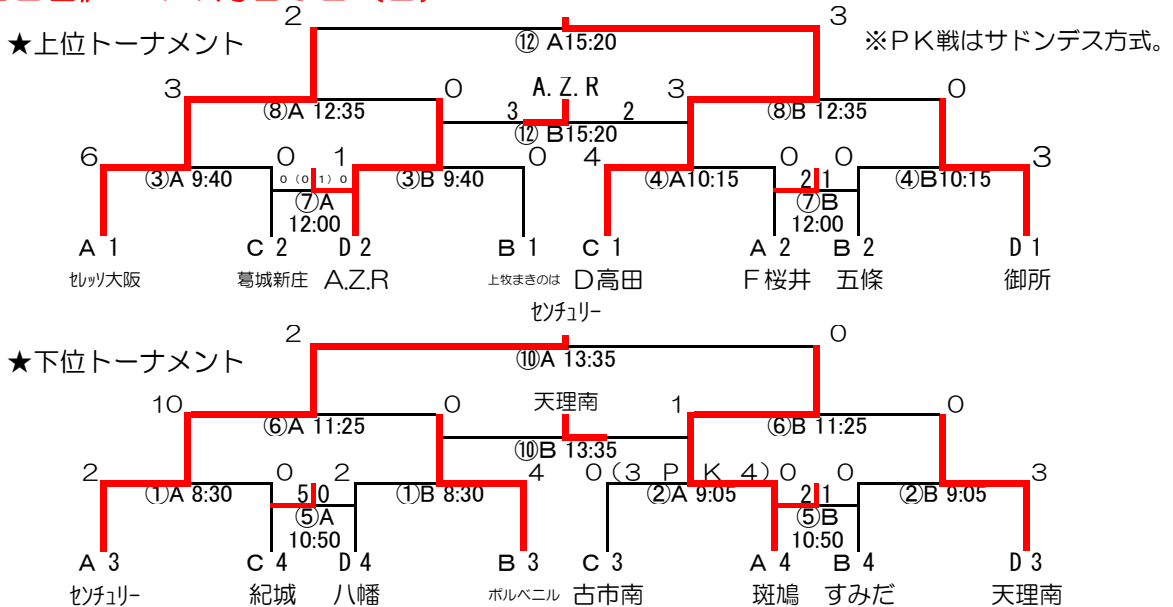 2 3
★上位トーナメント ⑫ A15:20 ※ＰＫ戦はサドンデス方式。
3 0 A.Z.R 3 0
⑧A 12:35 3 2 ⑧B 12:35
⑫ B15:20
6 0 1 0 4 0 0 3
③A 9:40 0 (0 1) 0 ③B 9:40 ④A10:15 2 1 ④B10:15
⑦A ⑦B
12:00 12:00
A 1 C 2 D 2 B 1 C 1 A 2 B 2 D 1
ｾﾚｯｿ大阪 葛城新庄 A.Z.R 上牧まきのは Ｄ高田 Ｆ桜井 五條 御所
ｾﾝﾁｭﾘｰ
2 0
★下位トーナメント ⑩A 13:35
10 0 天理南 1 0
⑥A 11:25 ⑥B 11:25
⑩B 13:35
2 0 2 4 0(3 ＰＫ 4)0 0 3
①A 8:30 5 0 ①B 8:30 ②A 9:05 2 1 ②B 9:05
⑤A ⑤B
10:50 10:50
A 3 C 4 D 4 B 3 C 3 A 4 B 4 D 3
ｾﾝﾁｭﾘｰ 紀城 八幡 ポルベニル 古市南 斑鳩 すみだ 天理南